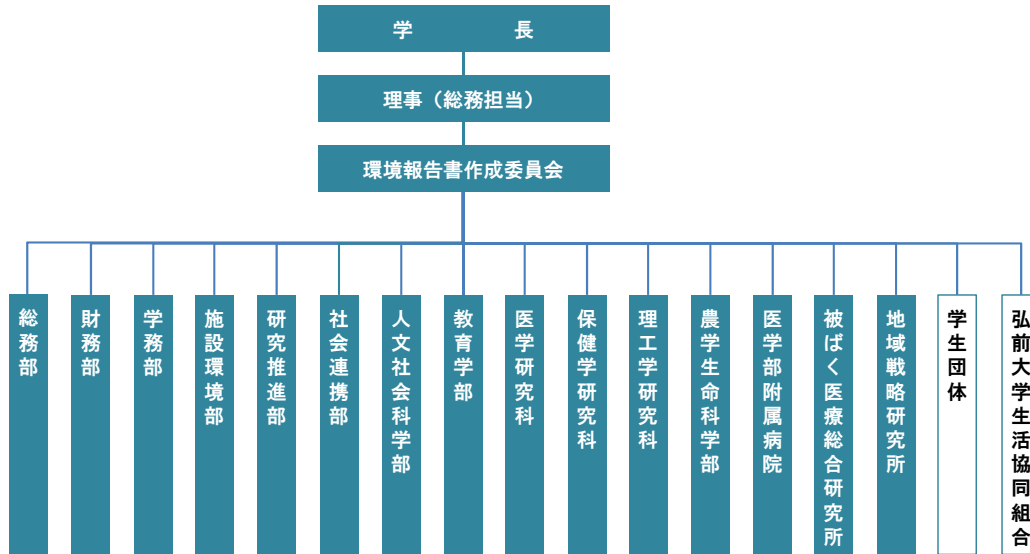 学　　　　　長
理事（総務担当）
環境報告書作成委員会
総務部
財務部
学務部
施設環境部
研究推進部
社会連携部
人文社会科学部
教育学部
医学研究科
保健学研究科
理工学研究科
農学生命科学部
医学部附属病院
被ばく医療総合研究所
地域戦略研究所
学生団体
弘前大学生活協同組合